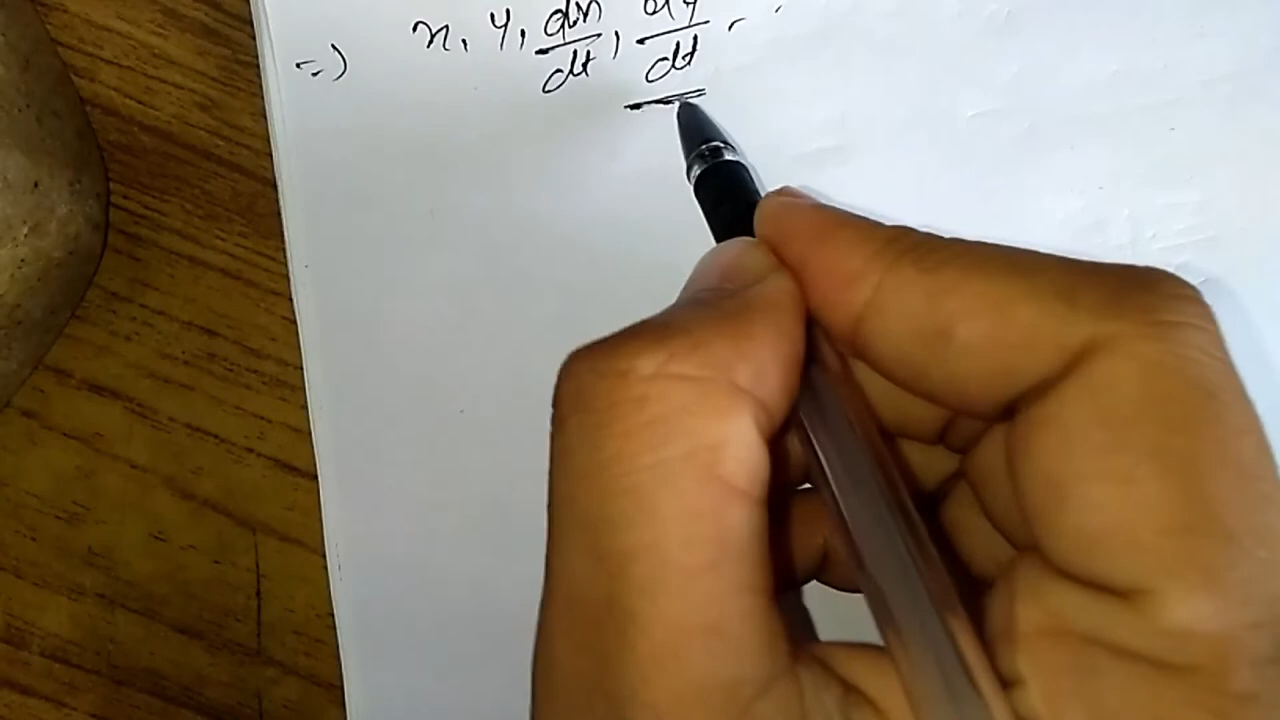 =) x, y, dx/dt, dy/dt, - -